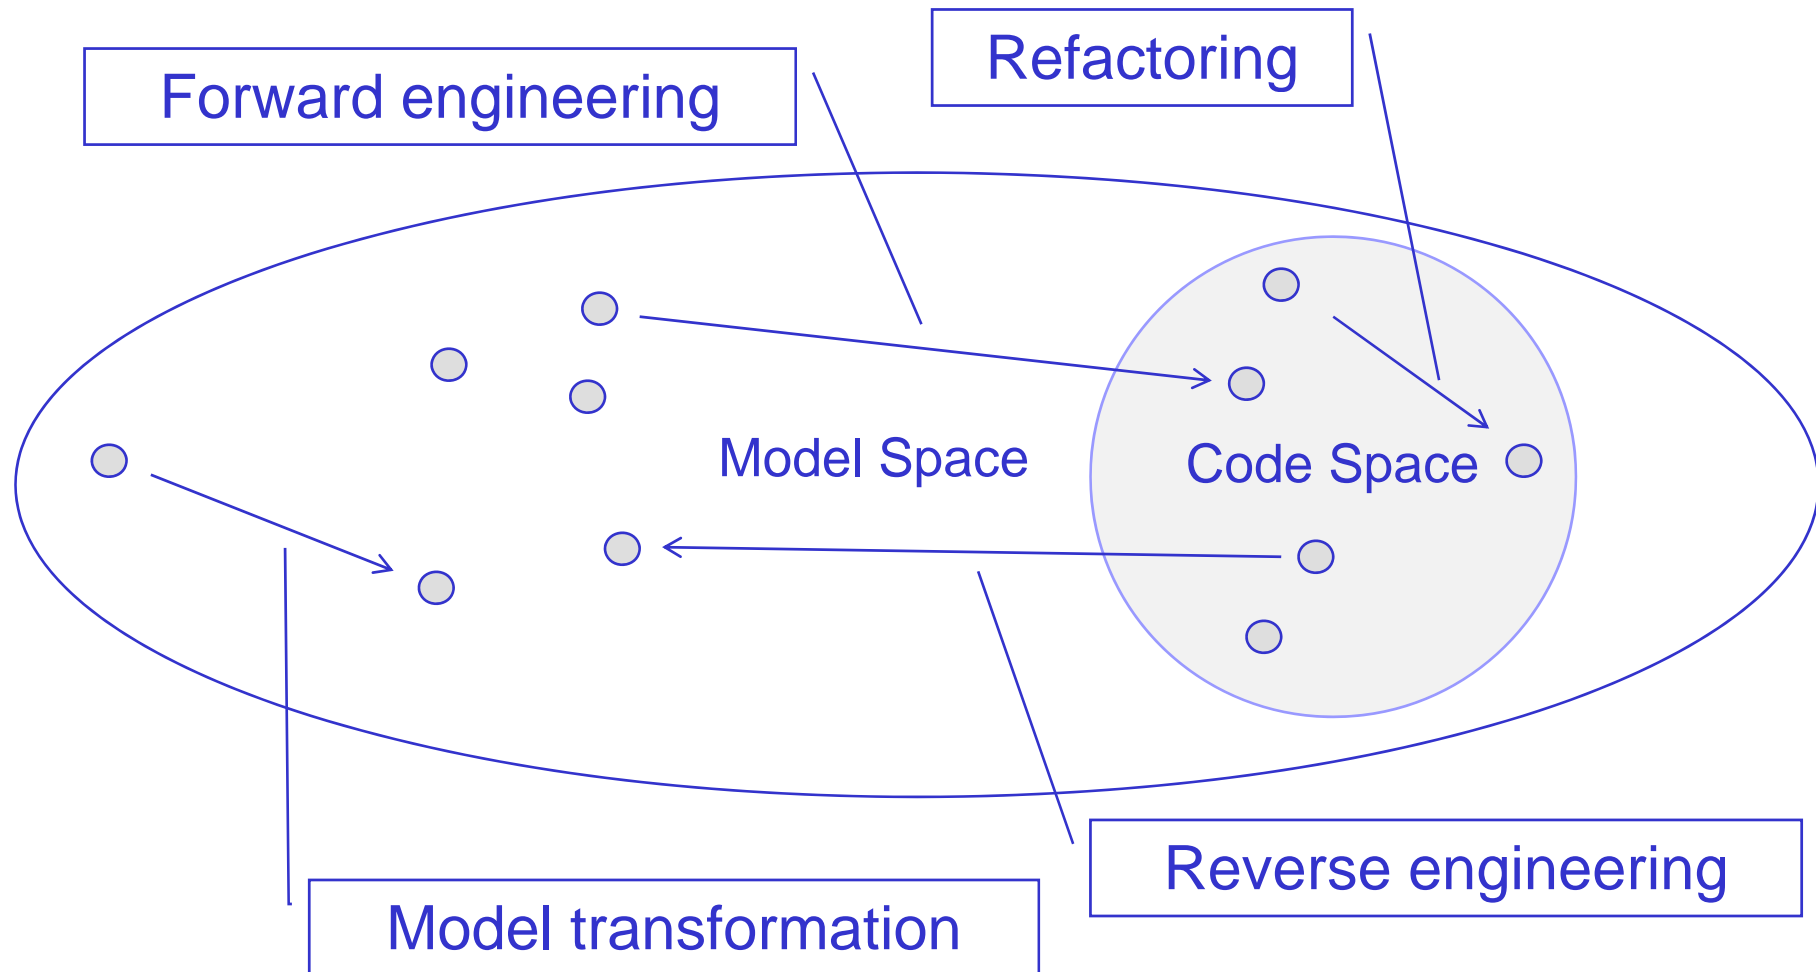 Refactoring
Forward engineering
Model Space
Code Space
Reverse engineering
Model transformation